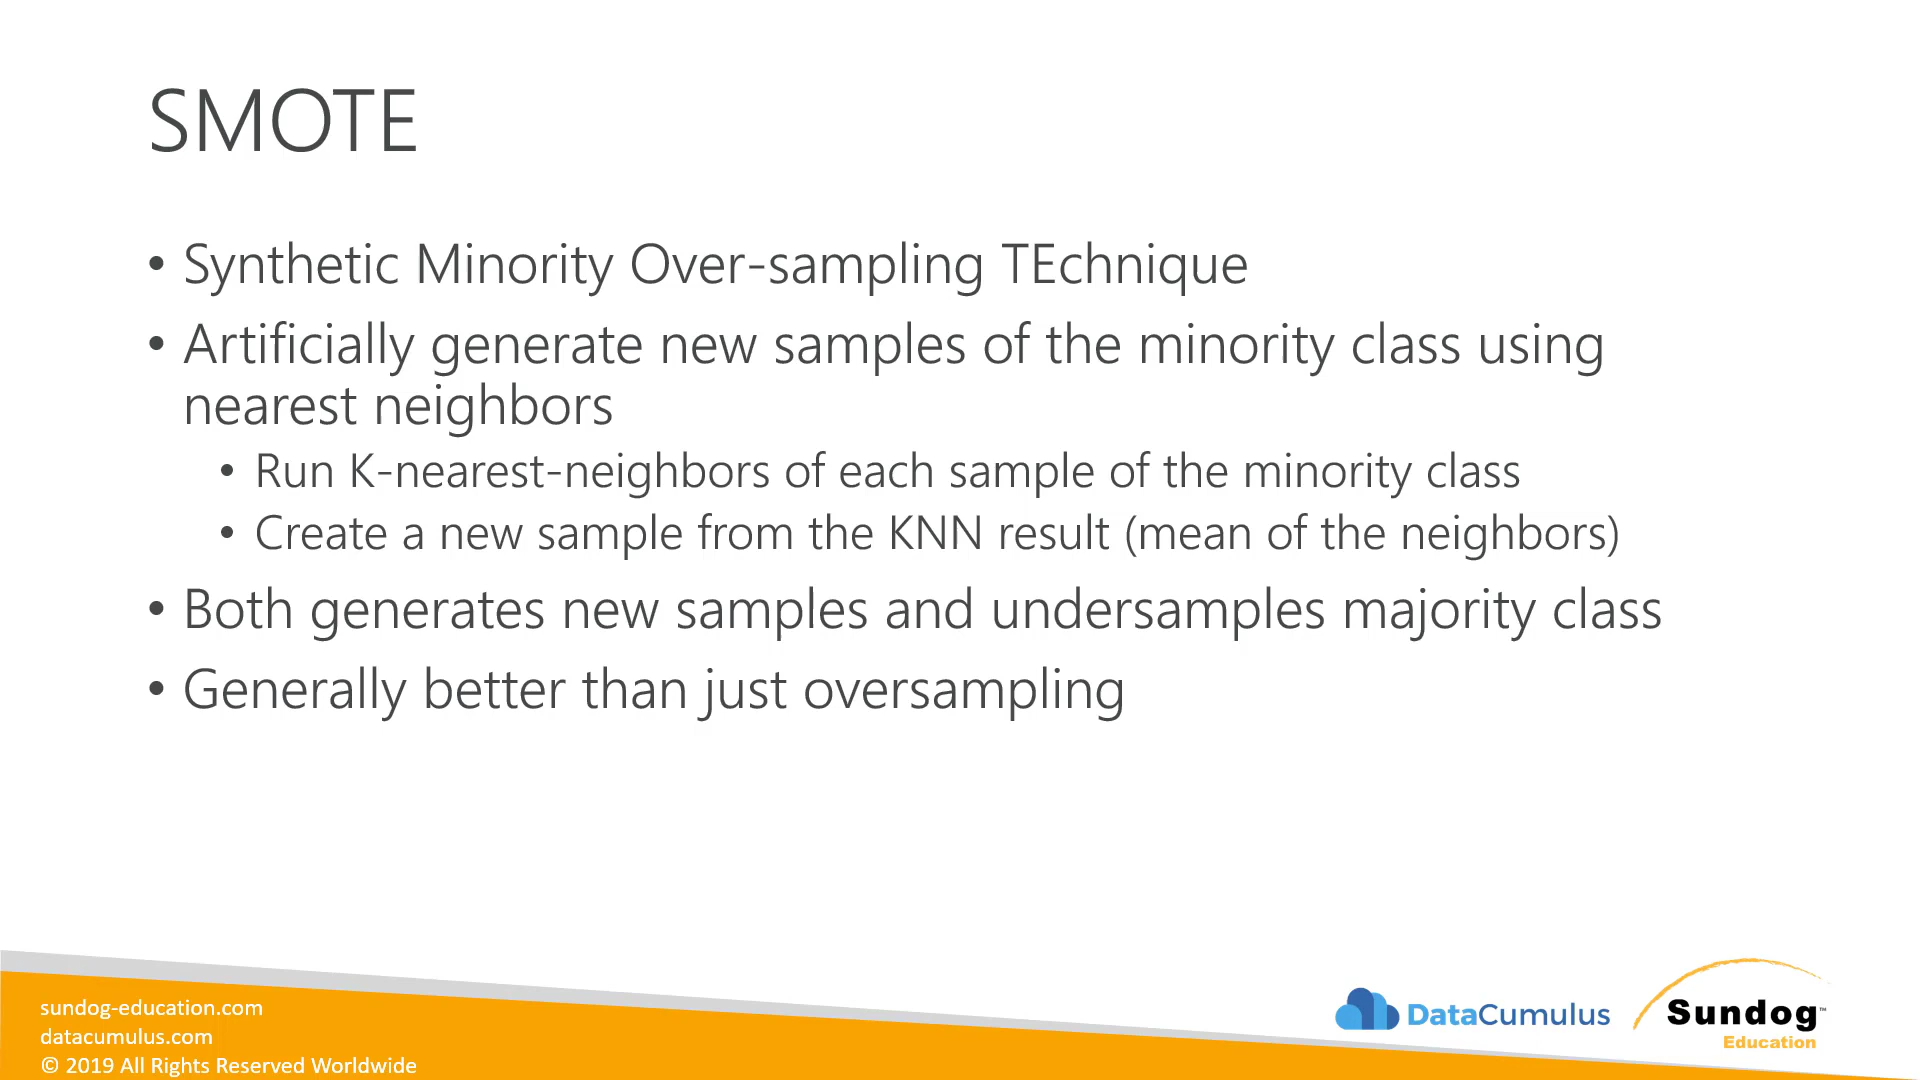 SMOTE
• Synthetic Minority Over-sampling TEchnique
• Artificially generate new samples of the minority class using
nearest neighbors
• Run K-nearest-neighbors of each sample of the minority class
• Create a new sample from the KNN result (mean of the neighbors)
• Both generates new samples and undersamples majority class
• Generally better than just oversampling
sundog-education.com
datacumulus.com
© 2019 All Rights Reserved Worldwide
DataCumulus
Sundog™
Education